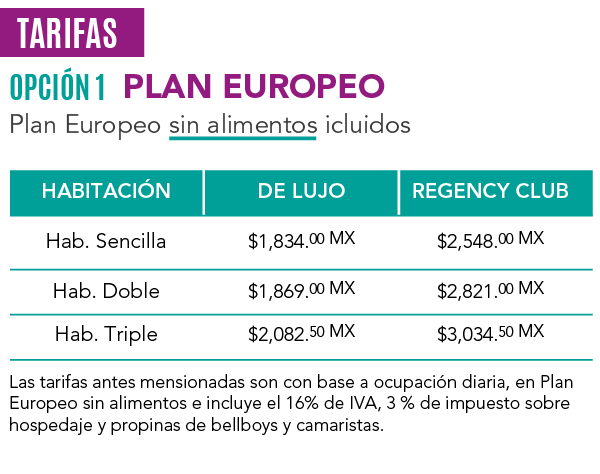 TARIFAS
OPCIÓN 1 PLAN EUROPEO
Plan Europeo sin alimentos icluidos
HABITACIÓN DE LUJO REGENCY CLUB
Hab. Sencilla $1,834.00 MX $2,548.00 MX
Hab. Doble $1,869.00 MX $2,821.00 MX
Hab. Triple $2,082.50 MX $3,034.50 MX
Las tarifas antes mensionadas son con base a ocupación diaria, en Plan
Europeo sin alimentos e incluye el 16% de IVA, 3 % de impuesto sobre
hospedaje y propinas de bellboys y camaristas.